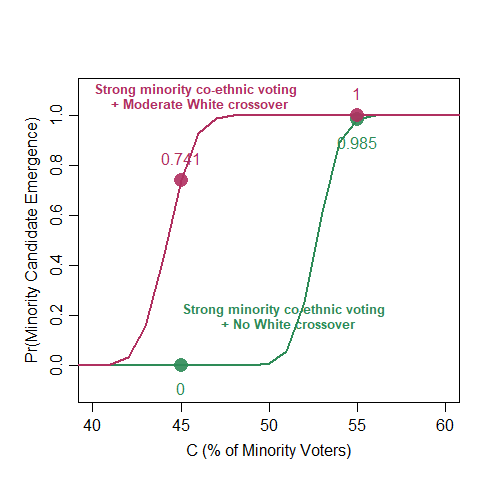 Strong minority co-ethnic voting
+ Moderate White crossover
1
0.741
0.985
Strong minority co-ethnic voting
+ No White crossover
0
Pr(Minority Candidate Emergence)
1.0
0.8
0.6
0.4
0.2
0.0
40 45 50 55 60
C (% of Minority Voters)